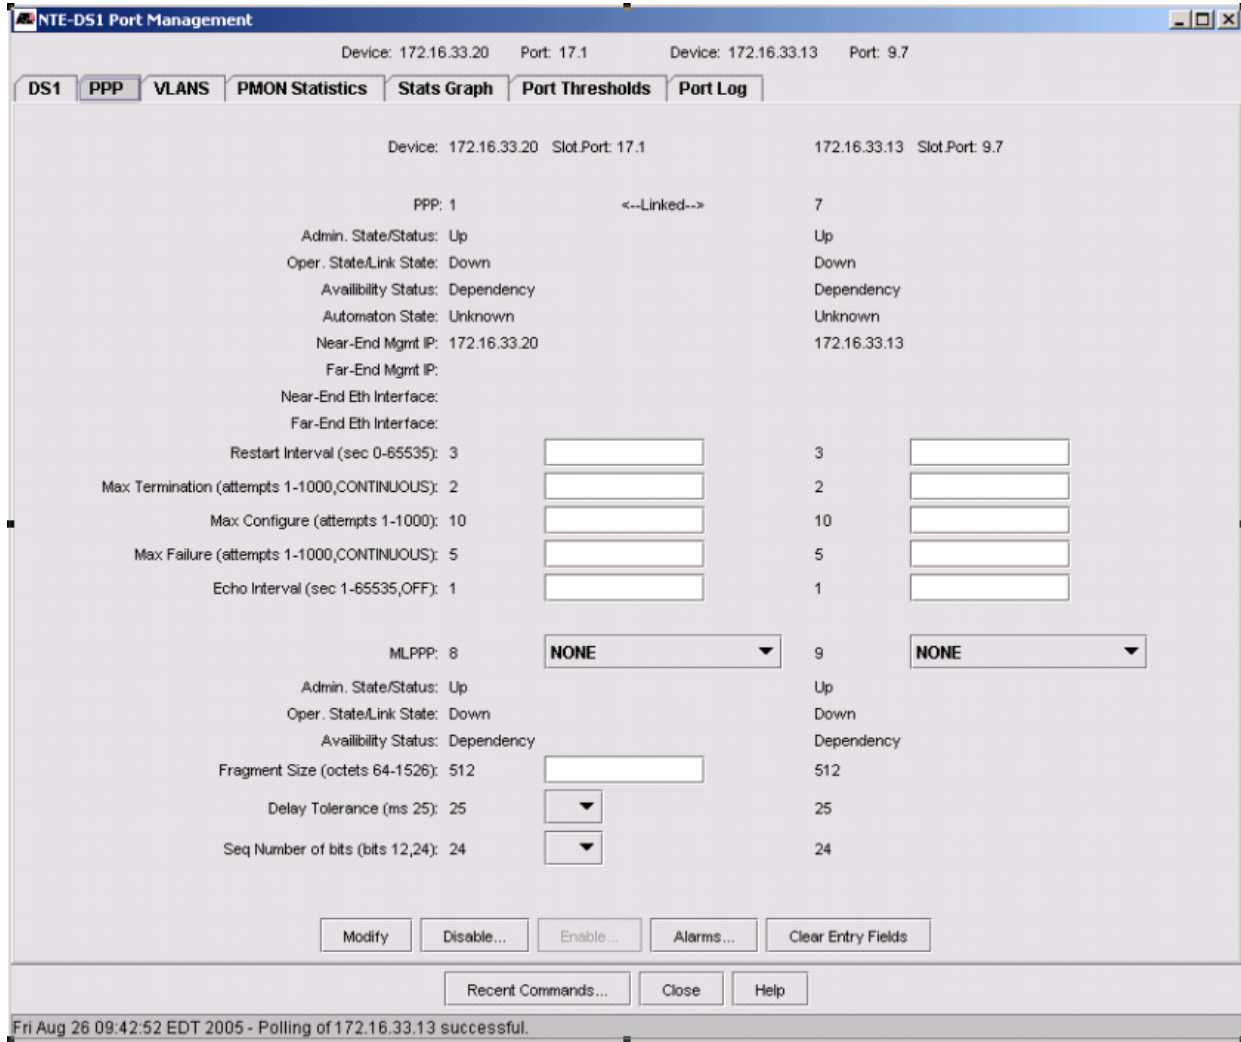 NTE-DS1 Port Management
Device: 172.16.33.20 Port: 17.1 Device: 172.16.33.13 Port: 9.7
DS1 PPP VLANS PMON Statistics Stats Graph Port Thresholds Port Log
Device: 172.16.33.20 Slot.Port: 17.1 172.16.33.13 Slot.Port: 9.7
PPP: 1 <--Linked--> 7
Admin. State/Status: Up Up
Oper. State/Link State: Down Down
Availibility Status: Dependency Dependency
Automaton State: Unknown Unknown
Near-End Mgmt IP: 172.16.33.20 172.16.33.13
Far-End Mgmt IP:
Near-End Eth Interface:
Far-End Eth Interface:
Restart Interval (sec 0-65535): 3 3
Max Termination (attempts 1-1000,CONTINUOUS): 2 2
Max Configure (attempts 1-1000): 10 10
Max Failure (attempts 1-1000,CONTINUOUS): 5 5
Echo Interval (sec 1-65535,OFF): 1 1
MLPPP: 8 NONE 9 NONE
Admin. State/Status: Up Up
Oper. State/Link State: Down Down
Availibility Status: Dependency Dependency
Fragment Size (octets 64-1526): 512 512
Delay Tolerance (ms 25): 25 25
Seq Number of bits (bits 12,24): 24 24
Modify Disable... Enable... Alarms... Clear Entry Fields
Recent Commands... Close Help
Fri Aug 26 09:42:52 EDT 2005 - Polling of 172.16.33.13 successful.